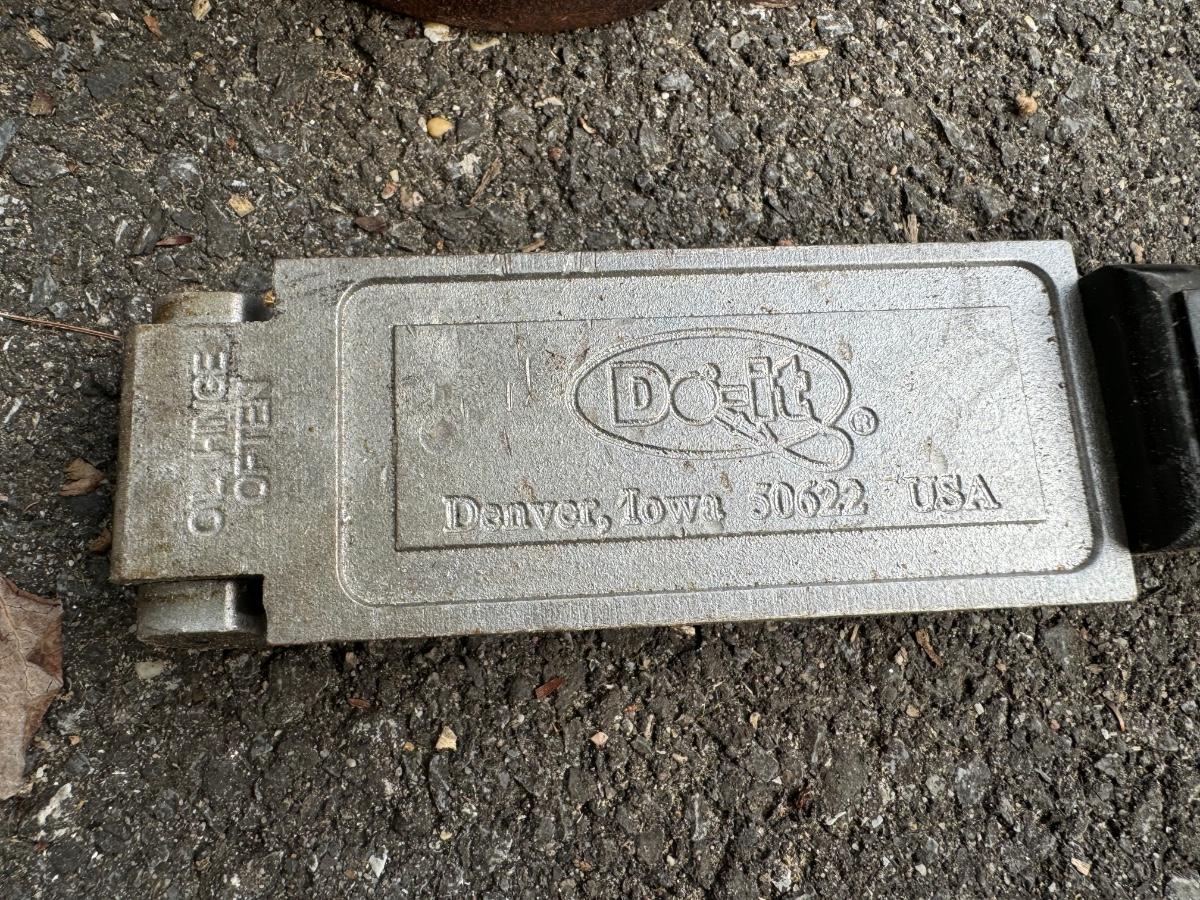 OIL HINGE
OFTEN
Do-it®
Denver, Iowa 50622 USA